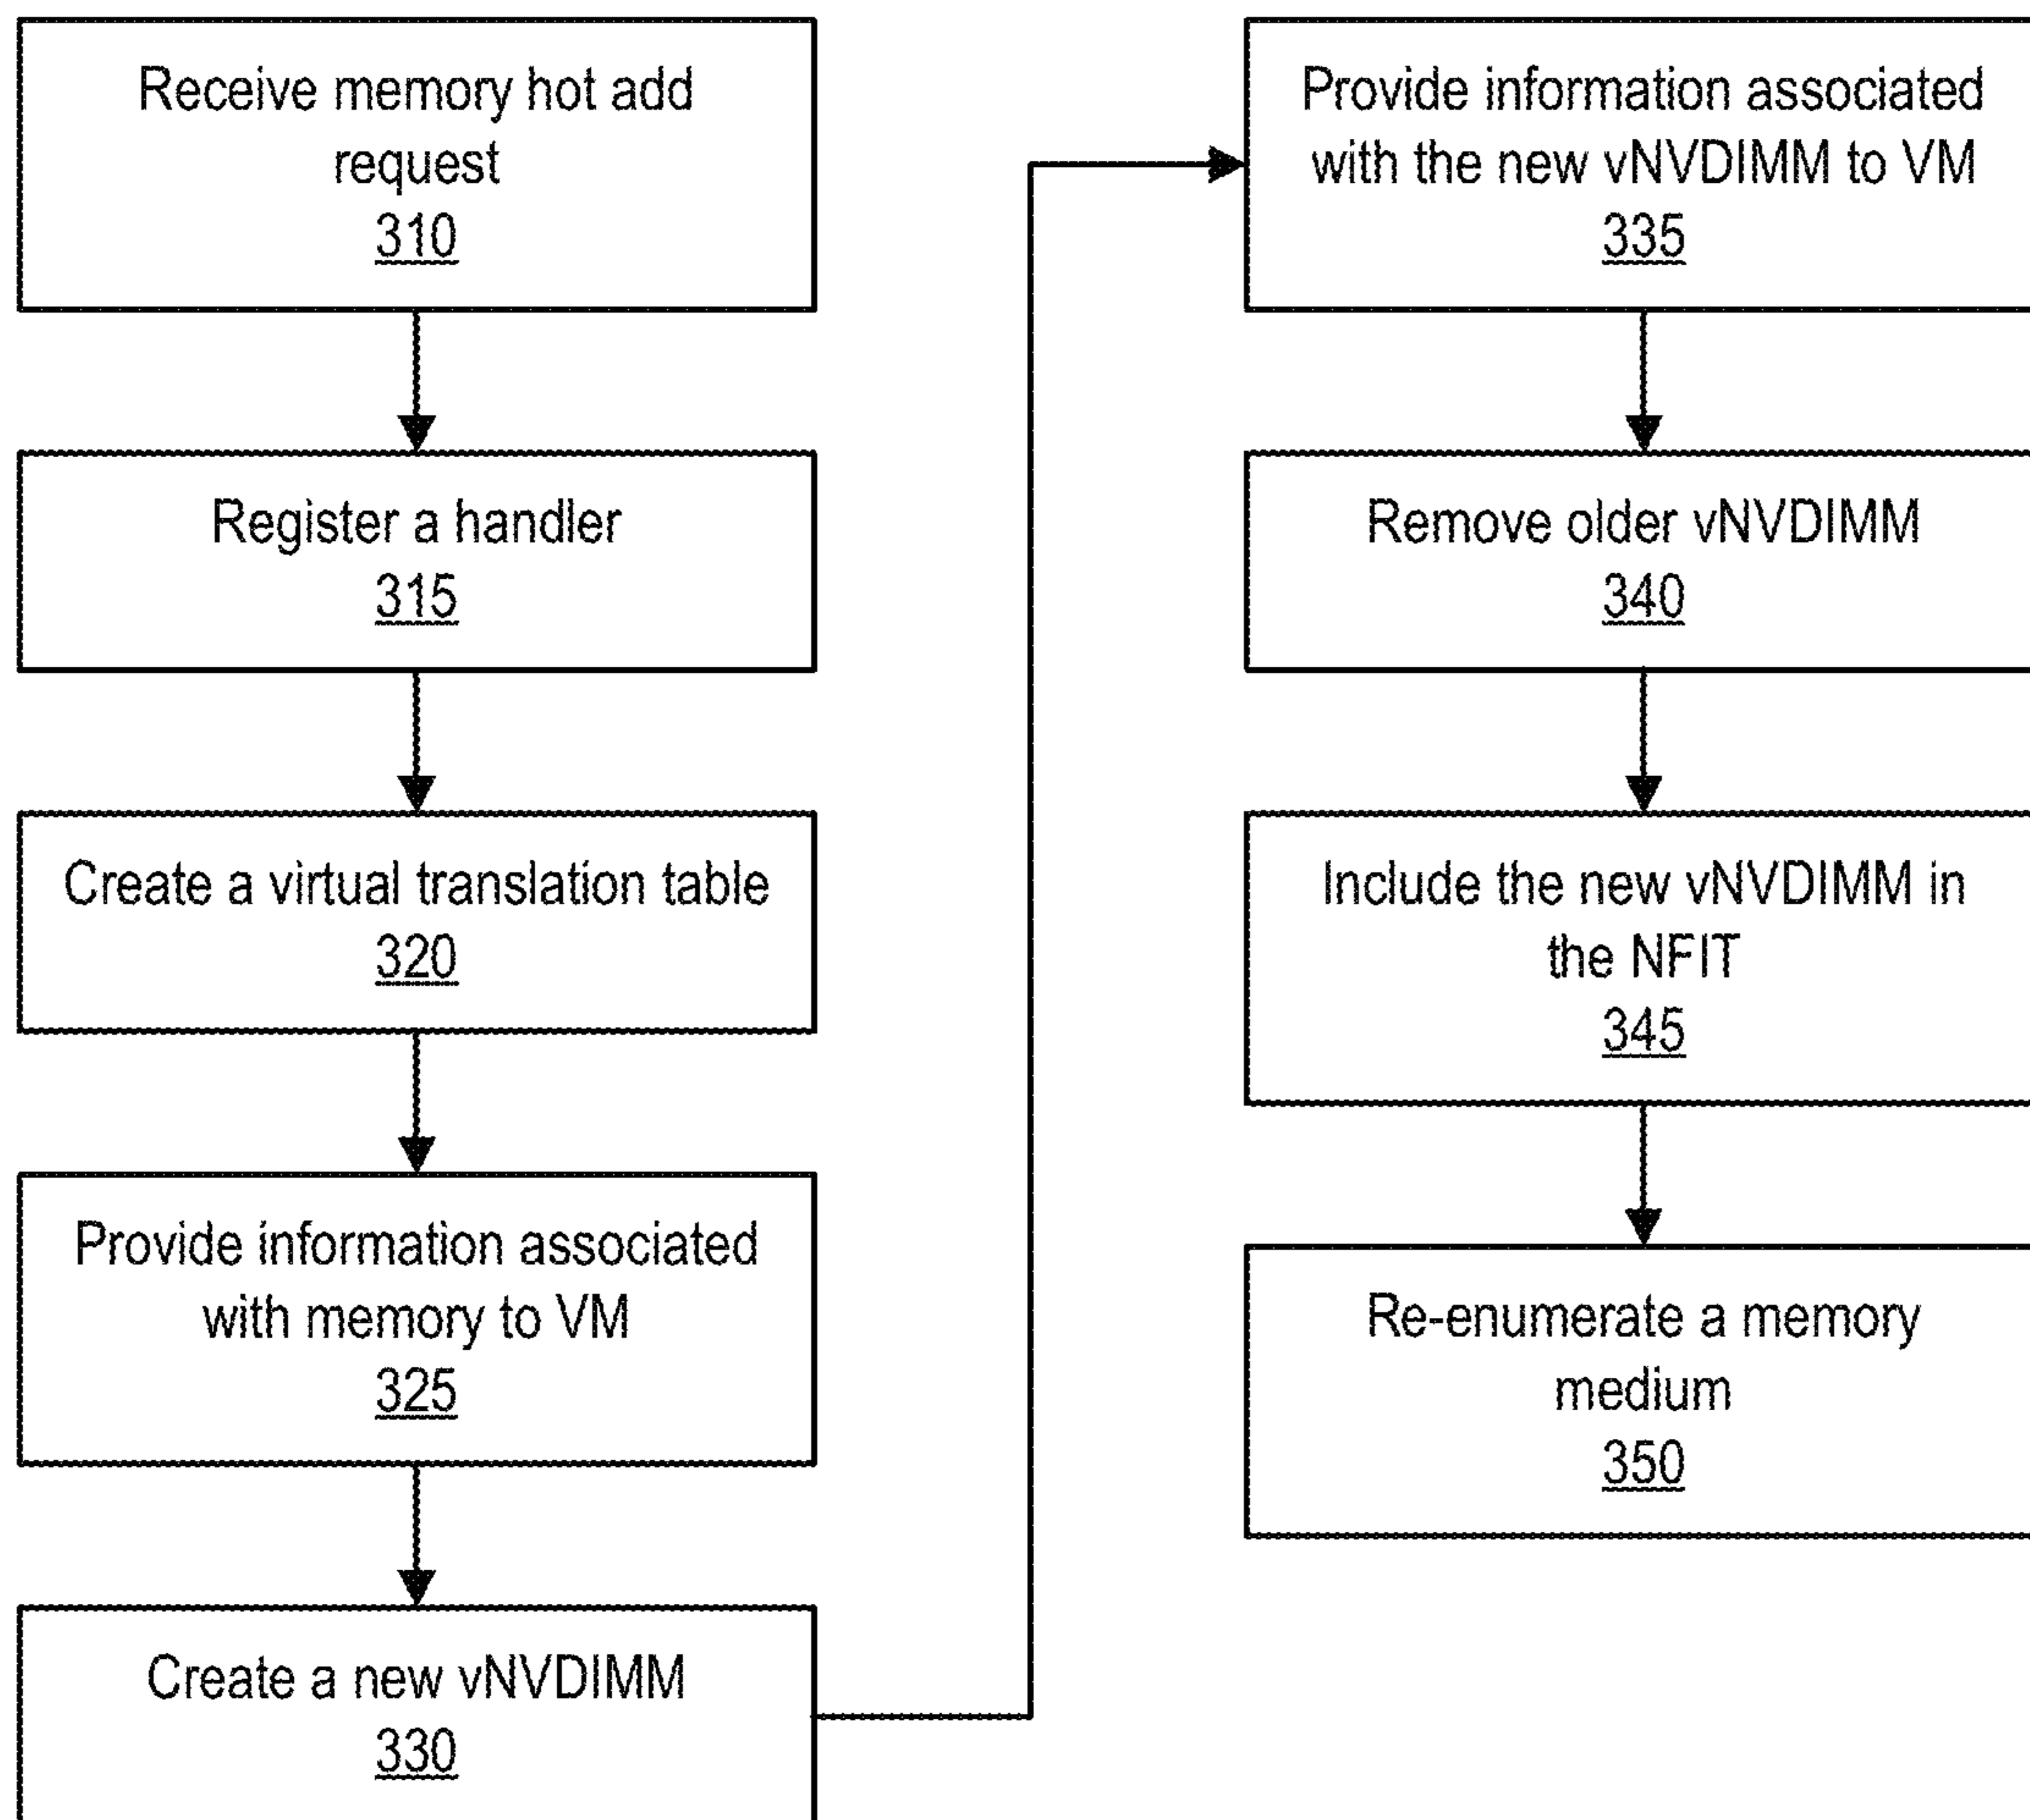 Receive memory hot add
request
310
Register a handler
315
Create a virtual translation table
320
Provide information associated
with memory to VM
325
Create a new vNVDIMM
330
Provide information associated
with the new vNVDIMM to VM
335
Remove older vNVDIMM
340
Include the new vNVDIMM in
the NFIT
345
Re-enumerate a memory
medium
350